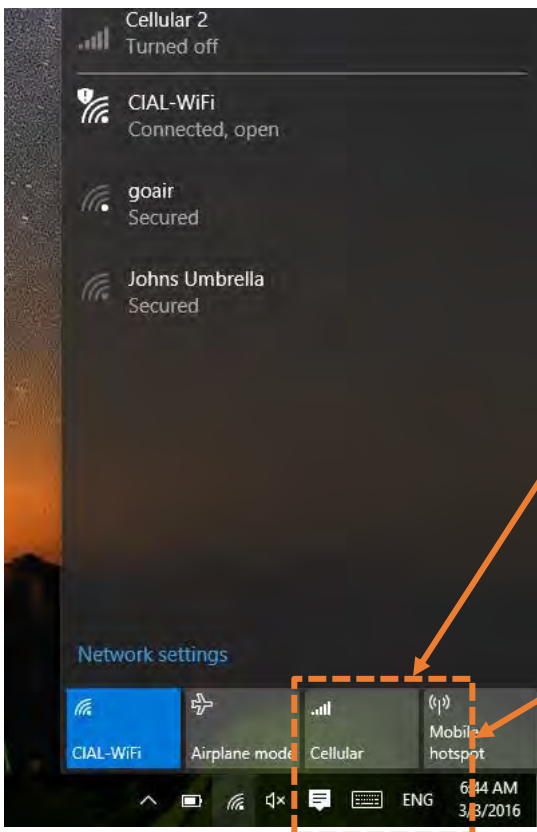 Cellular 2
Turned off
CIAL-WiFi
Connected, open
goair
Secured
Johns Umbrella
Secured
Network settings
CIAL-WiFi
Airplane mode
Cellular
Mobile
hotspot
ENG
6:44 AM
3/3/2016